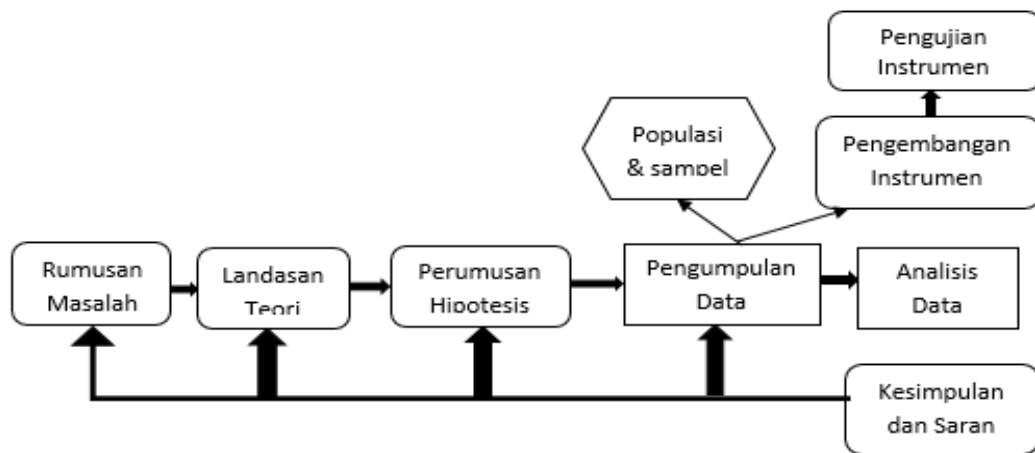 Pengujian
Instrumen
Populasi
& sampel
Pengembangan
Instrumen
Rumusan
Masalah
Landasan
Teori
Perumusan
Hipotesis
Pengumpulan
Data
Analisis
Data
Kesimpulan
dan Saran